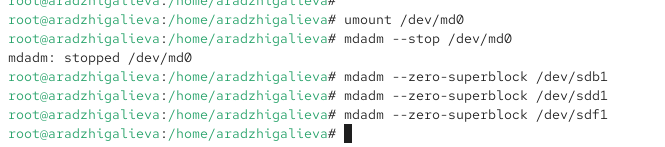 root@aradzhigalieva:/home/aradzhigalieva#
root@aradzhigalieva:/home/aradzhigalieva# umount /dev/md0
root@aradzhigalieva:/home/aradzhigalieva# mdadm --stop /dev/md0
mdadm: stopped /dev/md0
root@aradzhigalieva:/home/aradzhigalieva# mdadm --zero-superblock /dev/sdb1
root@aradzhigalieva:/home/aradzhigalieva# mdadm --zero-superblock /dev/sdd1
root@aradzhigalieva:/home/aradzhigalieva# mdadm --zero-superblock /dev/sdf1
root@aradzhigalieva:/home/aradzhigalieva#